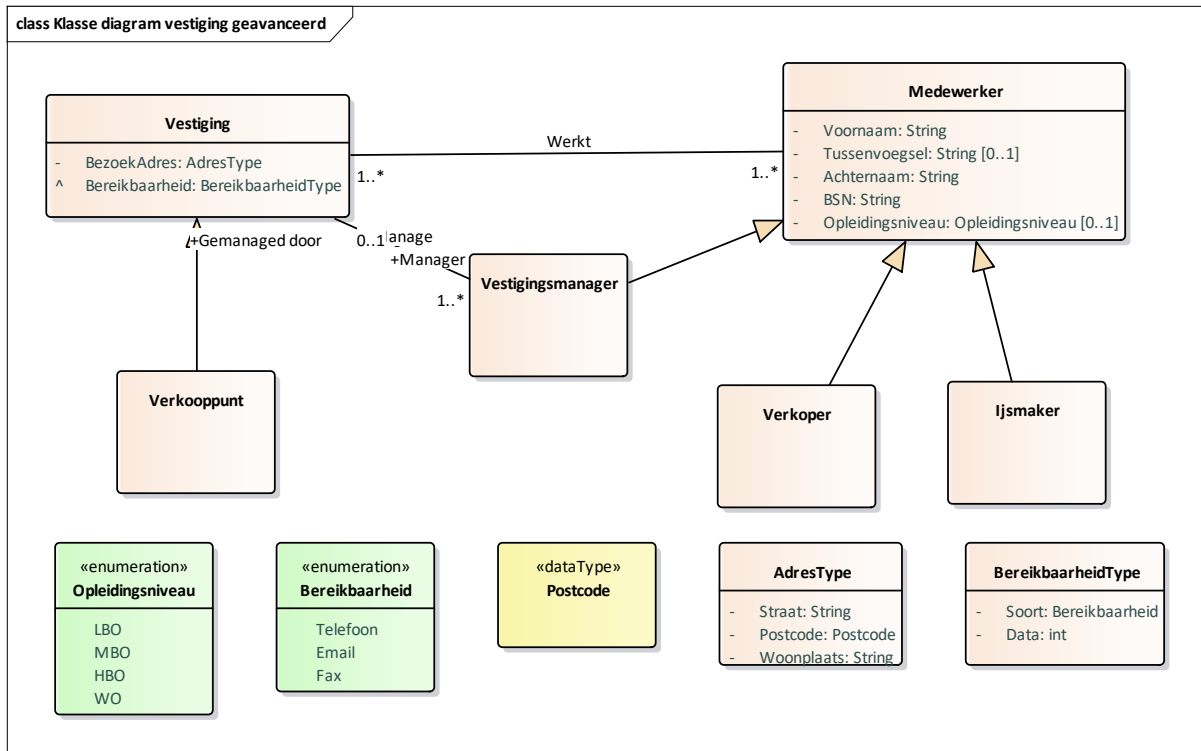 class Klasse diagram vestiging geavanceerd
Vestiging
- BezoekAdres: AdresType
^ Bereikbaarheid: BereikbaarheidType
Werkt
1..*
1..*
Medewerker
- Voornaam: String
- Tussenvoegsel: String [0..1]
- Achternaam: String
- BSN: String
- Opleidingsniveau: Opleidingsniveau [0..1]
+Gemanaged door
0..1
anage
+Manager
1..*
Vestigingsmanager
Verkooppunt
Verkoper
Ijsmaker
«enumeration»
Opleidingsniveau
LBO
MBO
HBO
WO
«enumeration»
Bereikbaarheid
Telefoon
Email
Fax
«dataType»
Postcode
AdresType
- Straat: String
- Postcode: Postcode
- Woonplaats: String
BereikbaarheidType
- Soort: Bereikbaarheid
- Data: int